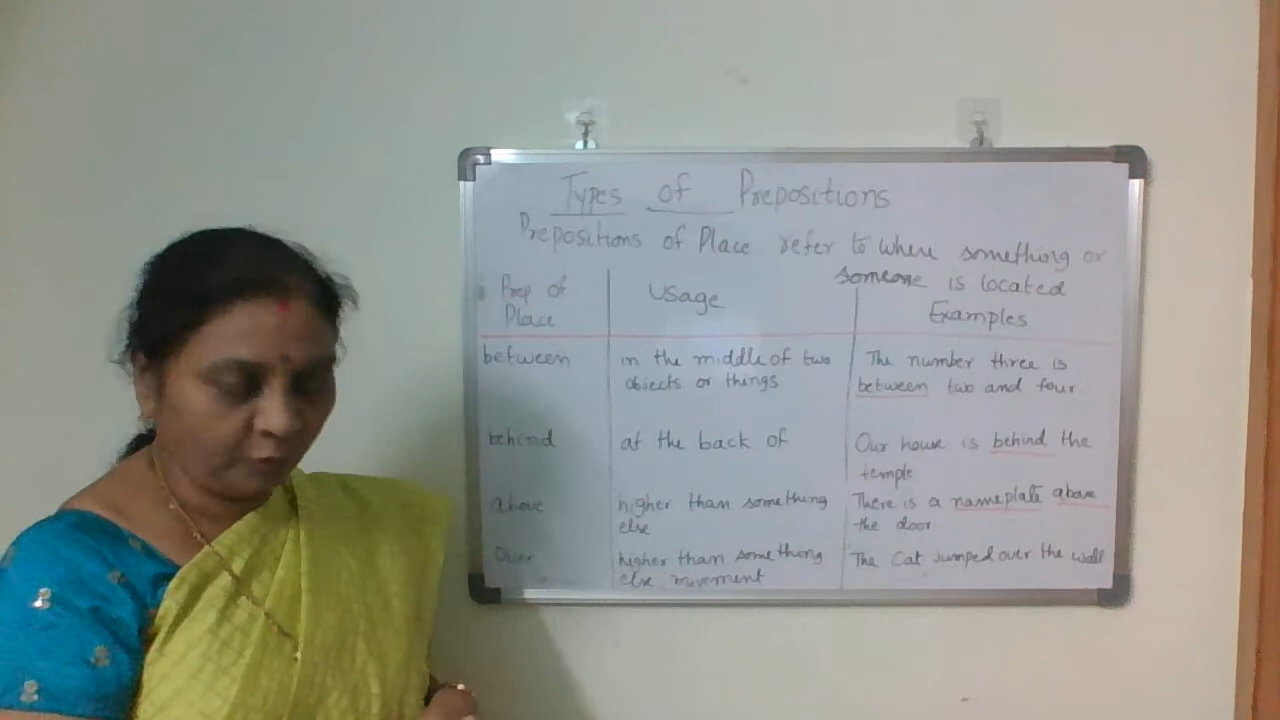 Types of Prepositions
Prepositions of Place refer to where something or
someone is located
Prep of
Place
Usage
Examples
between
in the middle of two
objects or things
The number three is
between two and four
behind
at the back of
Our house is behind the
temple
above
higher than something
else
There is a nameplate above
the door
Over
higher than something
else movement
The Cat Jumped over the wall